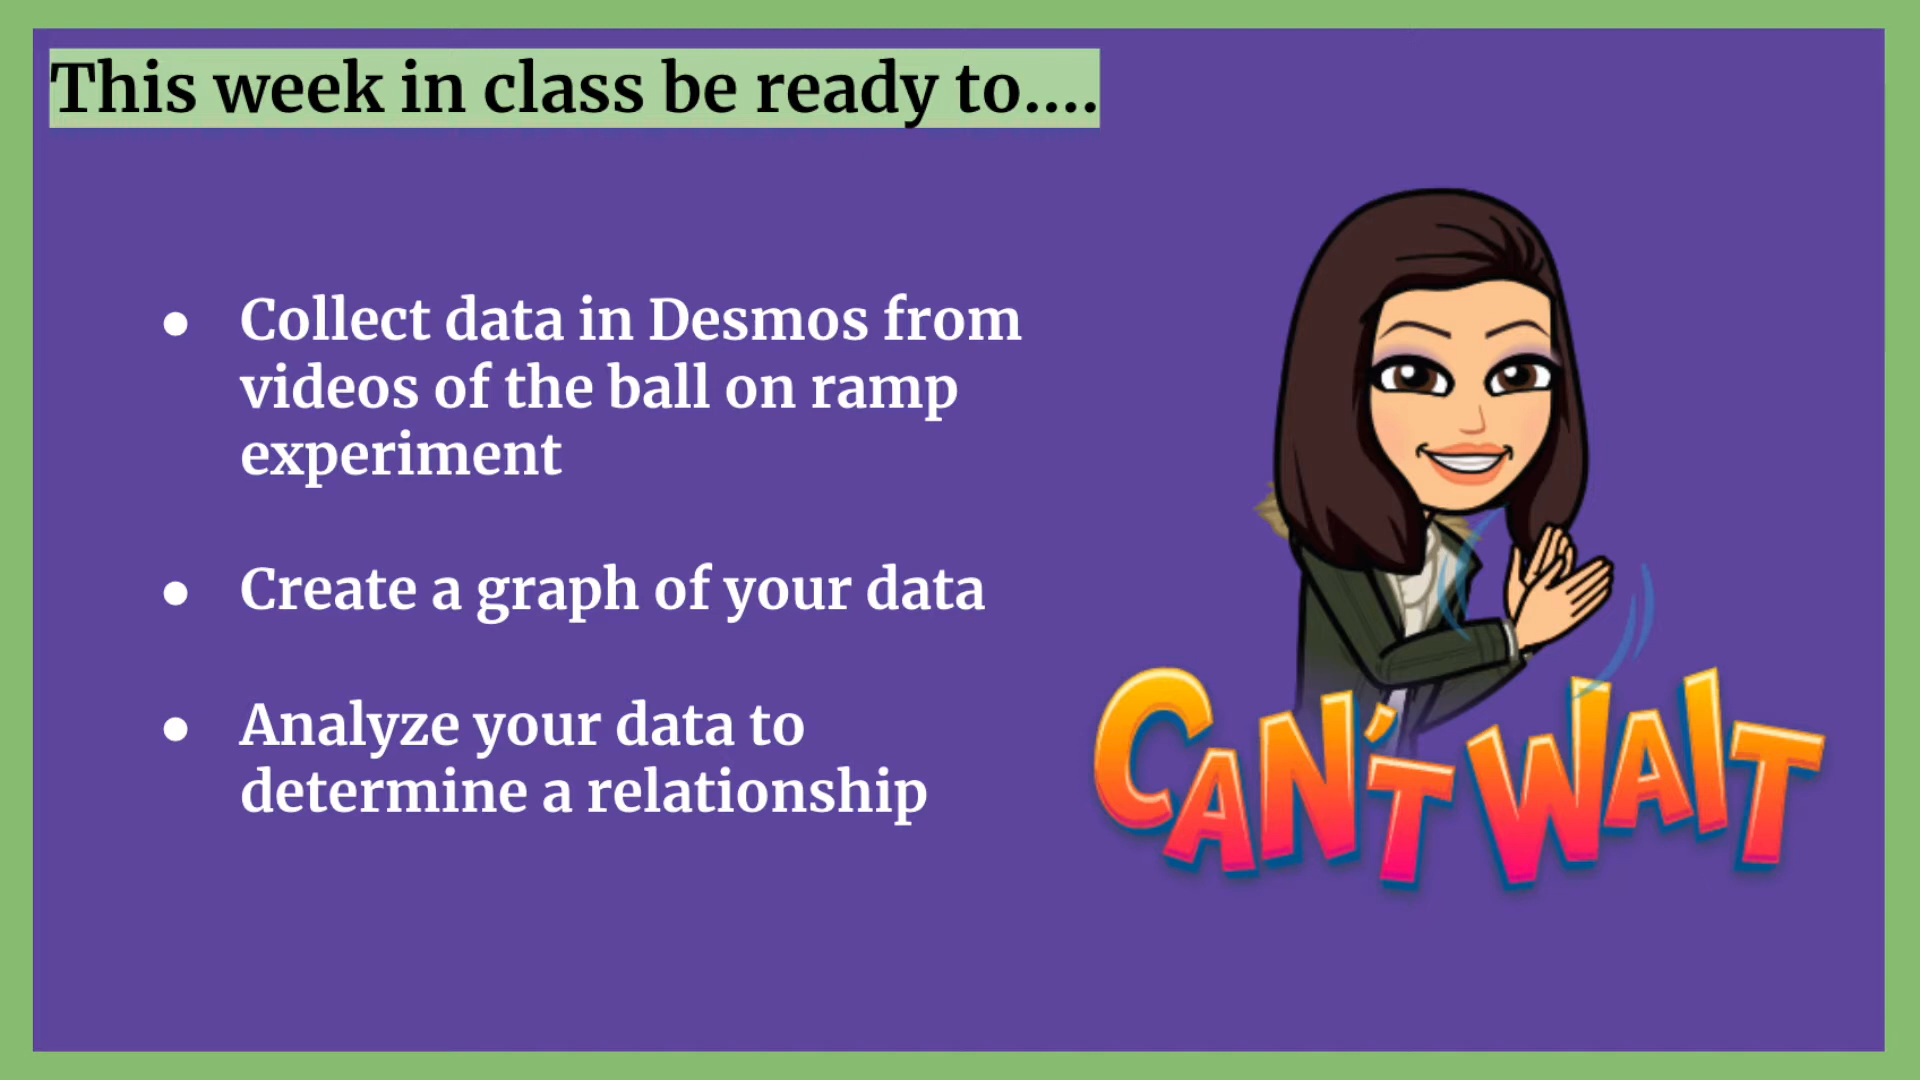 This week in class be ready to....
● Collect data in Desmos from
videos of the ball on ramp
experiment
● Create a graph of your data
● Analyze your data to
determine a relationship
CAN'T WAIT